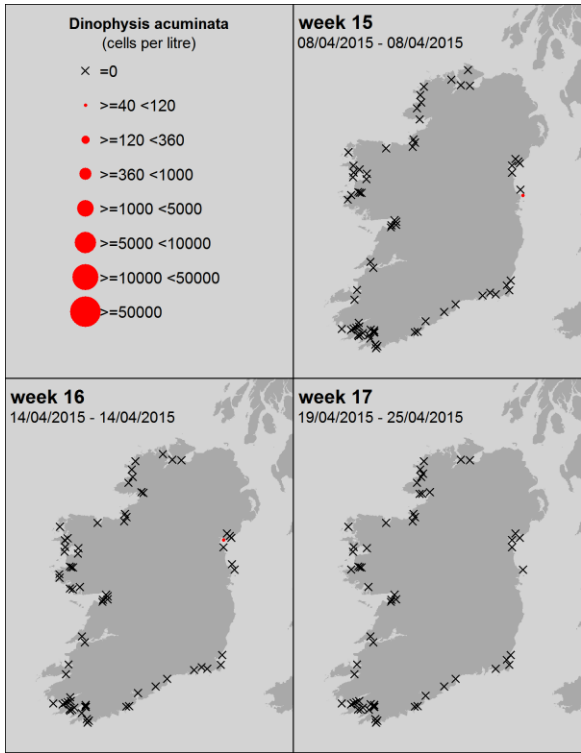 Dinophysis acuminata
(cells per litre)
=0
>=40 <120
>=120 <360
>=360 <1000
>=1000 <5000
>=5000 <10000
>=10000 <50000
>=50000
week 15
08/04/2015 - 08/04/2015
week 16
14/04/2015 - 14/04/2015
week 17
19/04/2015 - 25/04/2015